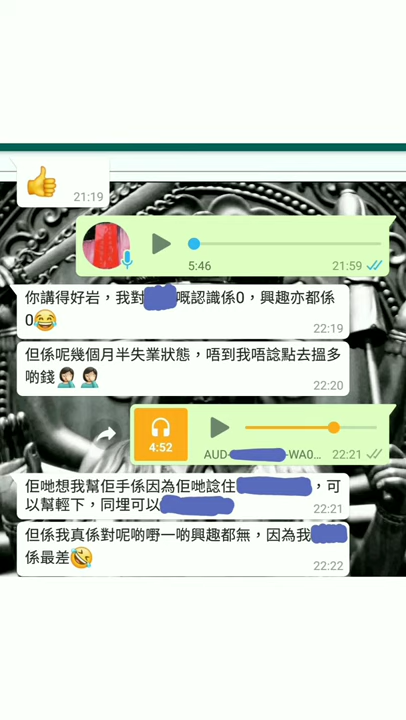 👍
21:19
5:46
21:59
你講得好岩，我對
嘅認識係0，興趣亦都係
0😂
22:19
但係呢幾個月半失業狀態，唔到我唔諗點去搵多
啲錢🤦🏻‍♀️🤦🏻‍♀️
22:20
4:52
AUD-
-WA0…
22:21
佢哋想我幫佢手係因為佢哋諗住
，可
以幫輕下，同埋可以
22:21
但係我真係對呢啲嘢一啲興趣都無，因為我
係最差🤣
22:22